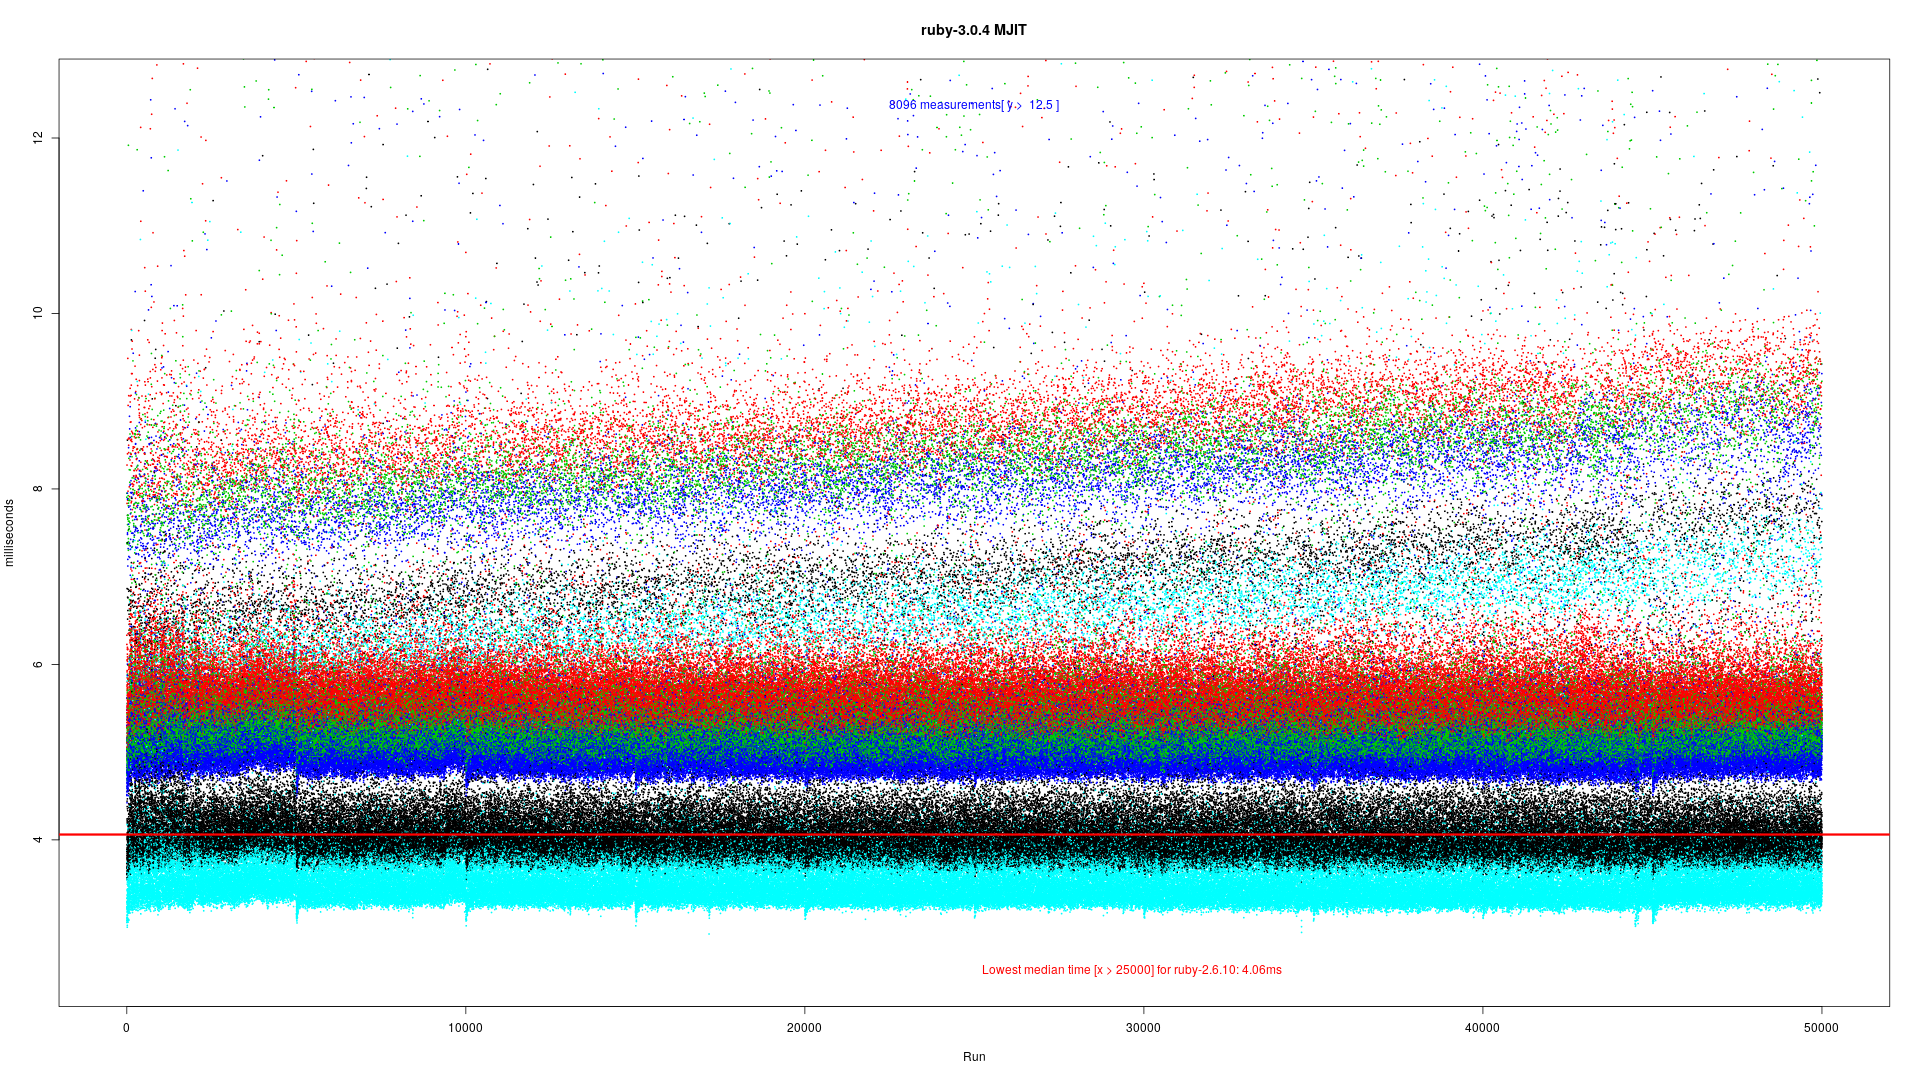 ruby-3.0.4 MJIT
8096 measurements[ y > 12.5 ]
12
10
8
6
4
milliseconds
Lowest median time [x > 25000] for ruby-2.6.10: 4.06ms
0 10000 20000 30000 40000 50000
Run